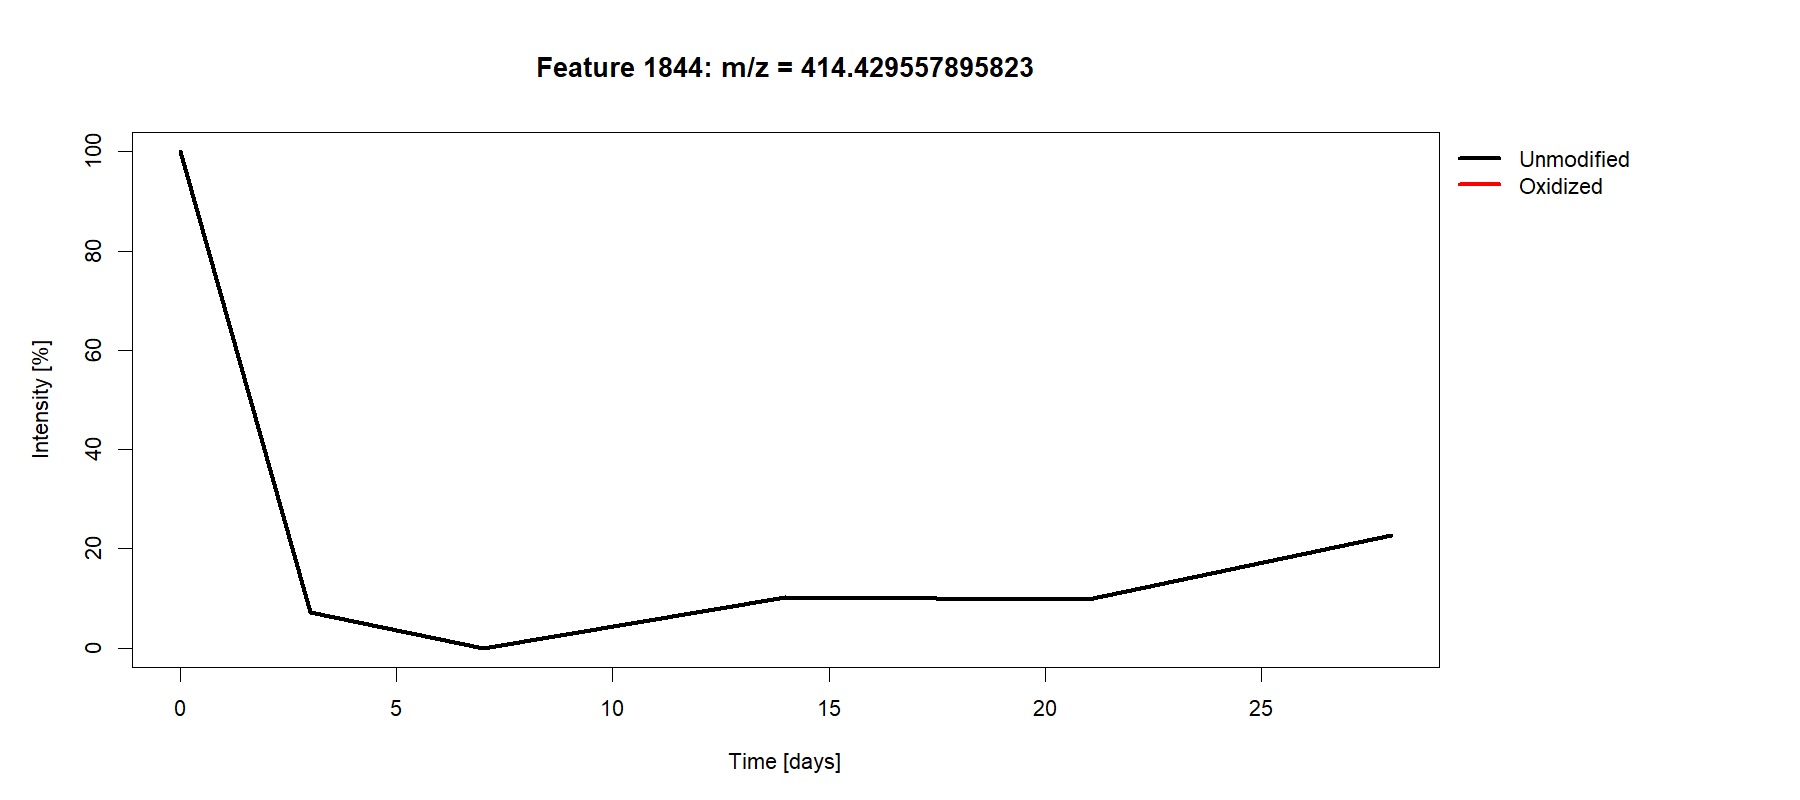 Feature 1844: m/z = 414.429557895823
Unmodified
Oxidized
Intensity [%]
100
80
60
40
20
0
0 5 10 15 20 25
Time [days]